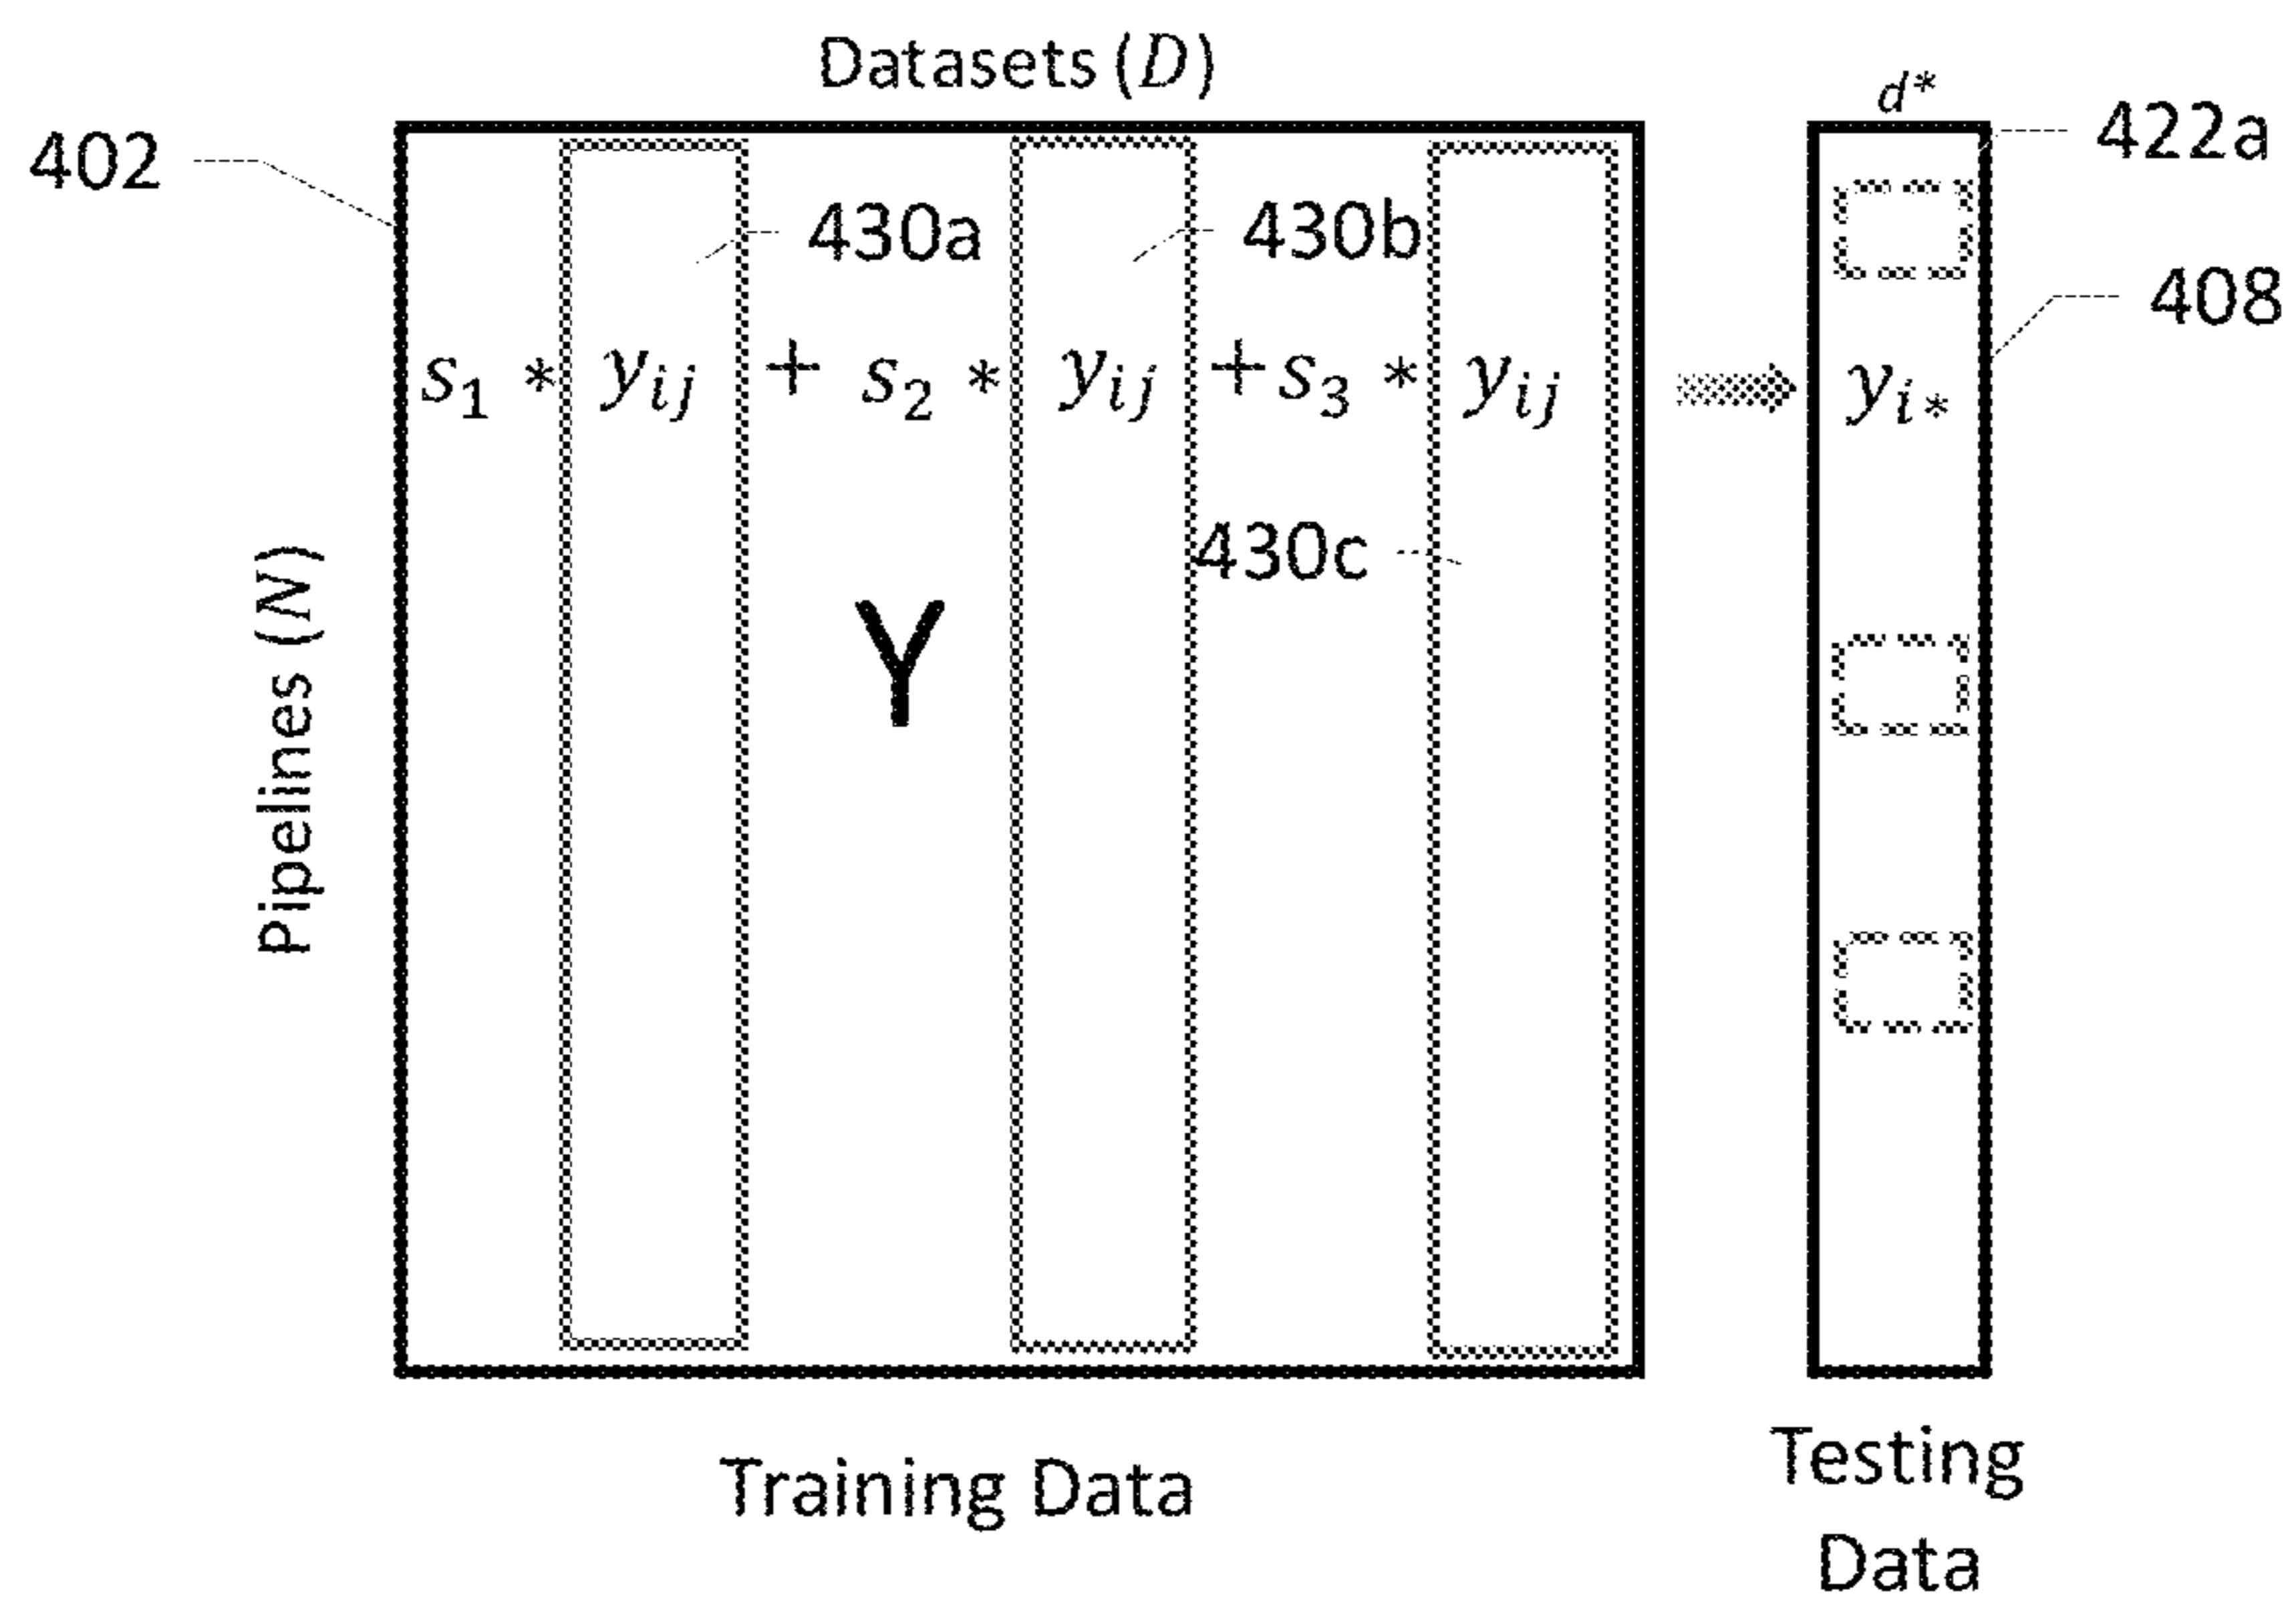 Datasets (D)
d*
402
422a
430a
430b
408
s₁ * yᵢⱼ + s₂ * yᵢⱼ + s₃ * yᵢⱼ
yᵢ*
430c
Y
Pipelines (N)
Training Data
Testing
Data